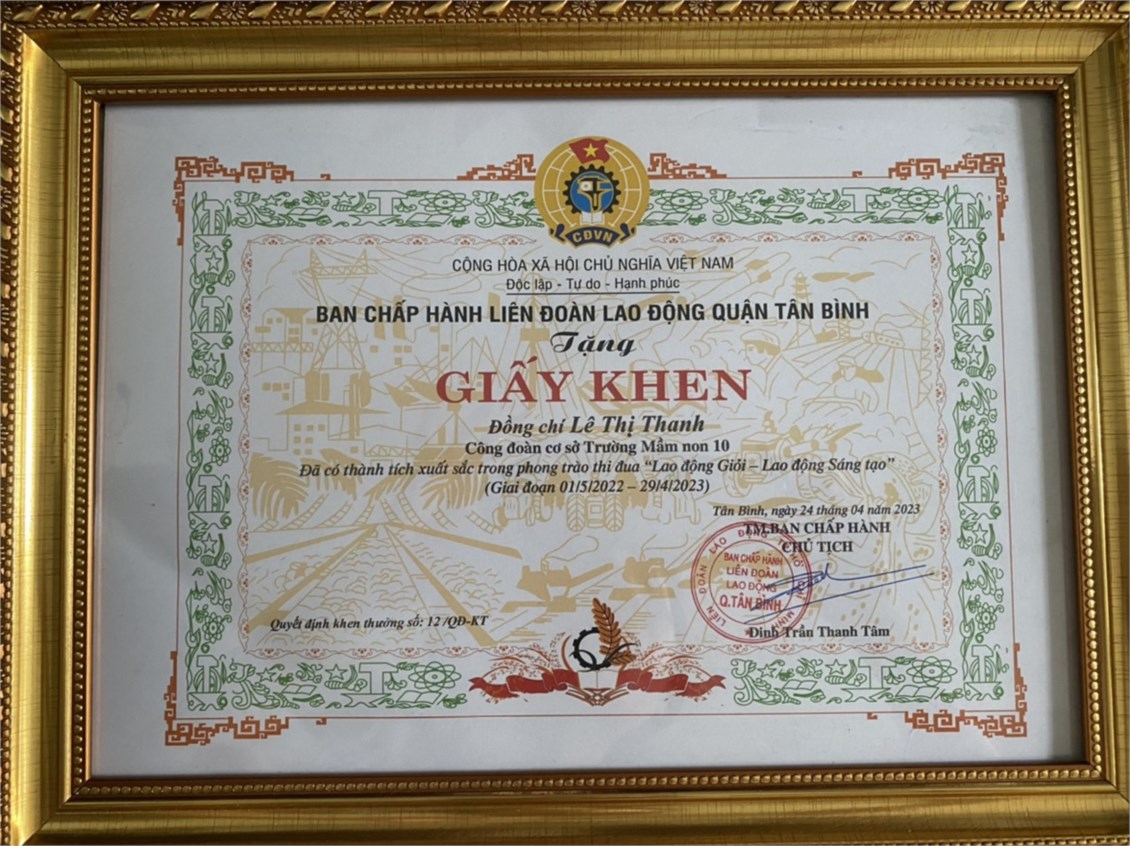 CĐVN
CỘNG HÒA XÃ HỘI CHỦ NGHĨA VIỆT NAM
Độc lập - Tự do - Hạnh phúc
BAN CHẤP HÀNH LIÊN ĐOÀN LAO ĐỘNG QUẬN TÂN BÌNH
Tặng
GIẤY KHEN
Đồng chí Lê Thị Thanh
Công đoàn cơ sở Trường Mầm non 10
Đã có thành tích xuất sắc trong phong trào thi đua “Lao động Giỏi – Lao động Sáng tạo”
(Giai đoạn 01/5/2022 – 29/4/2023)
Tân Bình, ngày 24 tháng 04 năm 2023
TM.BAN CHẤP HÀNH
CHỦ TỊCH
BAN CHẤP HÀNH
LIÊN ĐOÀN
LAO ĐỘNG
Q.TÂN BÌNH
Quyết định khen thưởng số: 12 /QĐ-KT
Đinh Trần Thanh Tâm